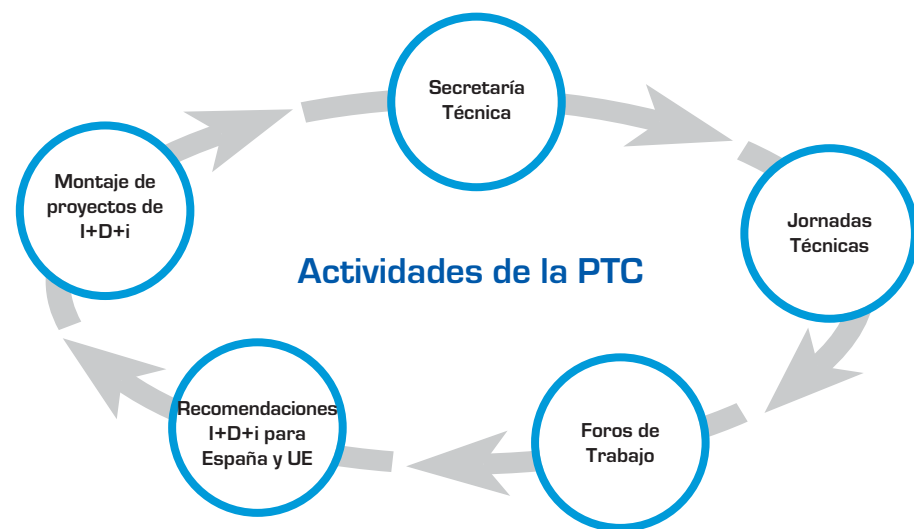 Secretaría
Técnica
Montaje de
proyectos de
I+D+i
Jornadas
Técnicas
Actividades de la PTC
Recomendaciones
I+D+i para
España y UE
Foros de
Trabajo